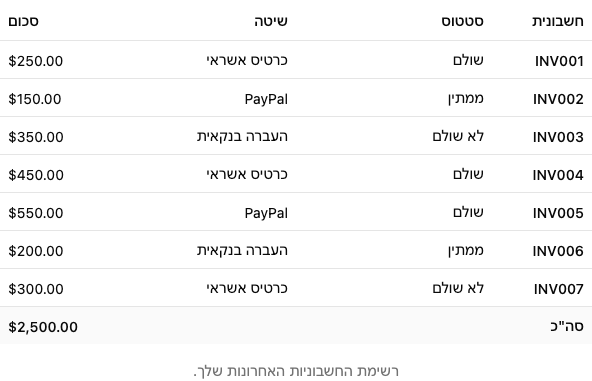 חשבונית סטטוס שיטה סכום
INV001 שולם כרטיס אשראי $250.00
INV002 ממתין PayPal $150.00
INV003 לא שולם העברה בנקאית $350.00
INV004 שולם כרטיס אשראי $450.00
INV005 שולם PayPal $550.00
INV006 ממתין העברה בנקאית $200.00
INV007 לא שולם כרטיס אשראי $300.00
סה"כ $2,500.00
רשימת החשבוניות האחרונות שלך.